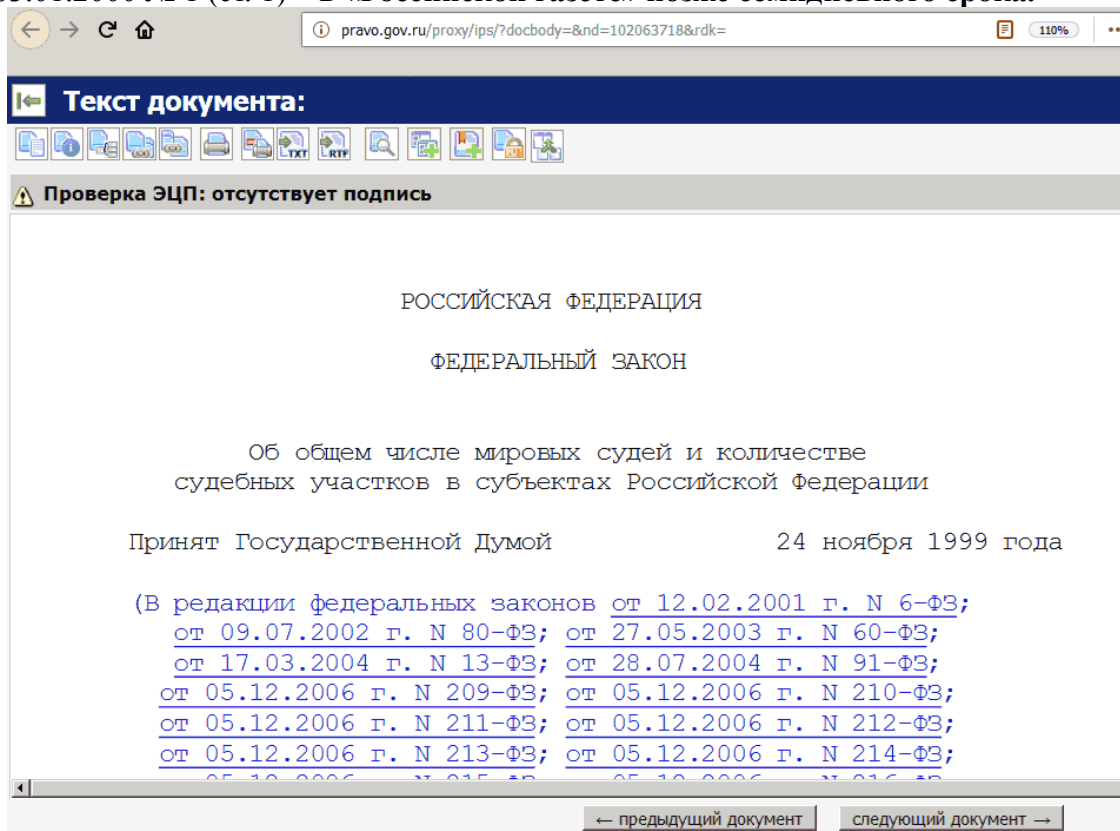 pravo.gov.ru/proxy/ips/?docbody=&nd=102063718&rdk=
110%
Текст документа:
TXT
RTF
Проверка ЭЦП: отсутствует подпись
РОССИЙСКАЯ ФЕДЕРАЦИЯ
ФЕДЕРАЛЬНЫЙ ЗАКОН
Об общем числе мировых судей и количестве
судебных участков в субъектах Российской Федерации
Принят Государственной Думой 24 ноября 1999 года
(В редакции федеральных законов от 12.02.2001 г. N 6-ФЗ;
от 09.07.2002 г. N 80-ФЗ; от 27.05.2003 г. N 60-ФЗ;
от 17.03.2004 г. N 13-ФЗ; от 28.07.2004 г. N 91-ФЗ;
от 05.12.2006 г. N 209-ФЗ; от 05.12.2006 г. N 210-ФЗ;
от 05.12.2006 г. N 211-ФЗ; от 05.12.2006 г. N 212-ФЗ;
от 05.12.2006 г. N 213-ФЗ; от 05.12.2006 г. N 214-ФЗ;
← предыдущий документ следующий документ →